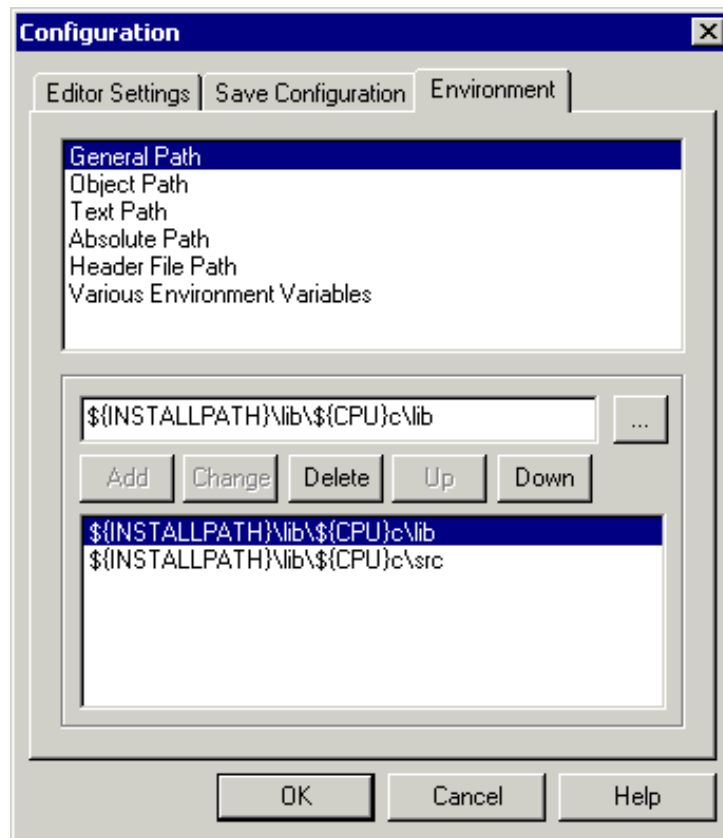 Configuration
Editor Settings Save Configuration Environment
General Path
Object Path
Text Path
Absolute Path
Header File Path
Various Environment Variables
${INSTALLPATH}\lib\${CPU}c\lib ...
Add Change Delete Up Down
${INSTALLPATH}\lib\${CPU}c\lib
${INSTALLPATH}\lib\${CPU}c\src
OK Cancel Help